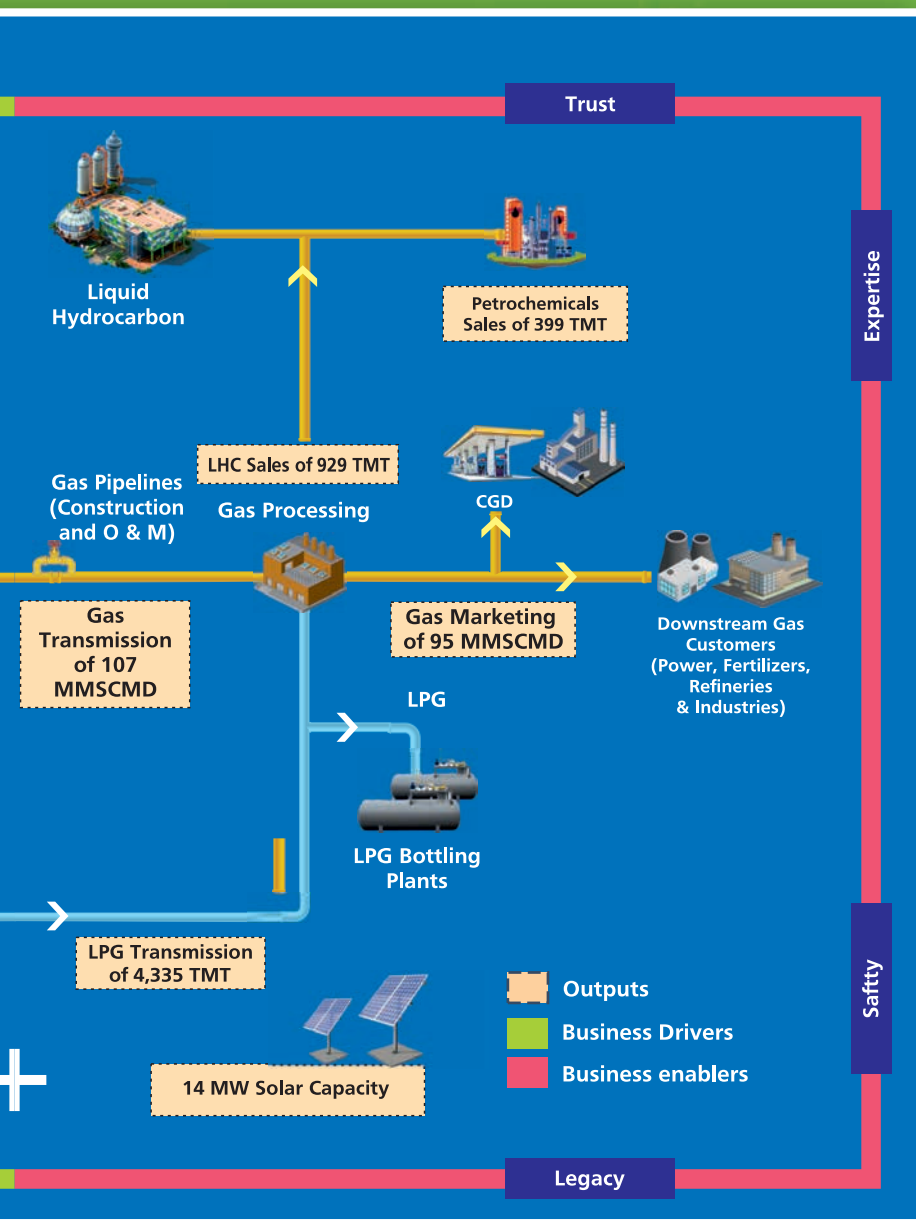 Trust
Expertise
Liquid
Hydrocarbon
Petrochemicals
Sales of 399 TMT
LHC Sales of 929 TMT
Gas Pipelines
(Construction
and O & M)
Gas Processing
CGD
Gas
Transmission
of 107
MMSCMD
Gas Marketing
of 95 MMSCMD
Downstream Gas
Customers
(Power, Fertilizers,
Refineries
& Industries)
LPG
LPG Bottling
Plants
LPG Transmission
of 4,335 TMT
Saftty
14 MW Solar Capacity
Outputs
Business Drivers
Business enablers
Legacy